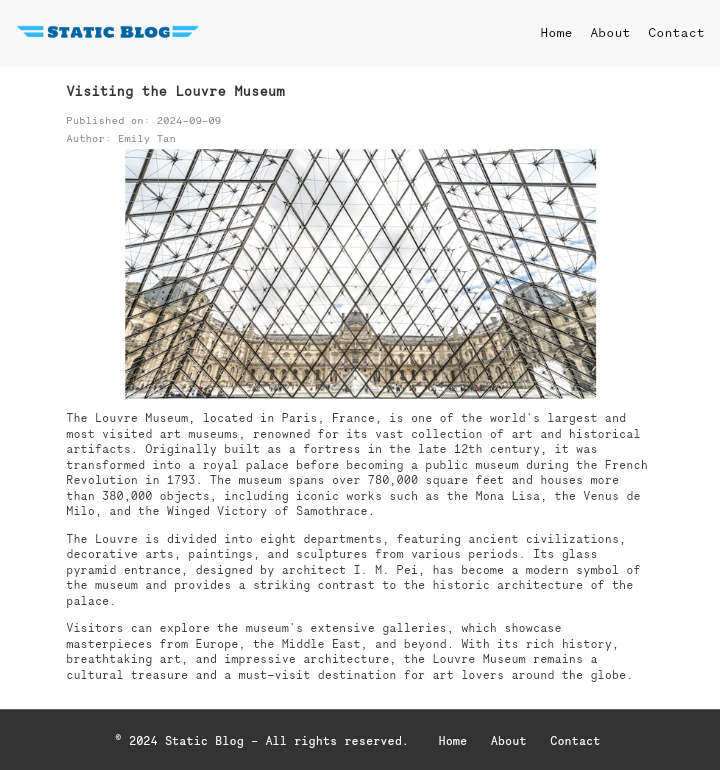 STATIC BLOG
Home About Contact
Visiting the Louvre Museum
Published on: 2024-09-09
Author: Emily Tan
The Louvre Museum, located in Paris, France, is one of the world's largest and
most visited art museums, renowned for its vast collection of art and historical
artifacts. Originally built as a fortress in the late 12th century, it was
transformed into a royal palace before becoming a public museum during the French
Revolution in 1793. The museum spans over 780,000 square feet and houses more
than 380,000 objects, including iconic works such as the Mona Lisa, the Venus de
Milo, and the Winged Victory of Samothrace.
The Louvre is divided into eight departments, featuring ancient civilizations,
decorative arts, paintings, and sculptures from various periods. Its glass
pyramid entrance, designed by architect I. M. Pei, has become a modern symbol of
the museum and provides a striking contrast to the historic architecture of the
palace.
Visitors can explore the museum's extensive galleries, which showcase
masterpieces from Europe, the Middle East, and beyond. With its rich history,
breathtaking art, and impressive architecture, the Louvre Museum remains a
cultural treasure and a must-visit destination for art lovers around the globe.
© 2024 Static Blog - All rights reserved. Home About Contact